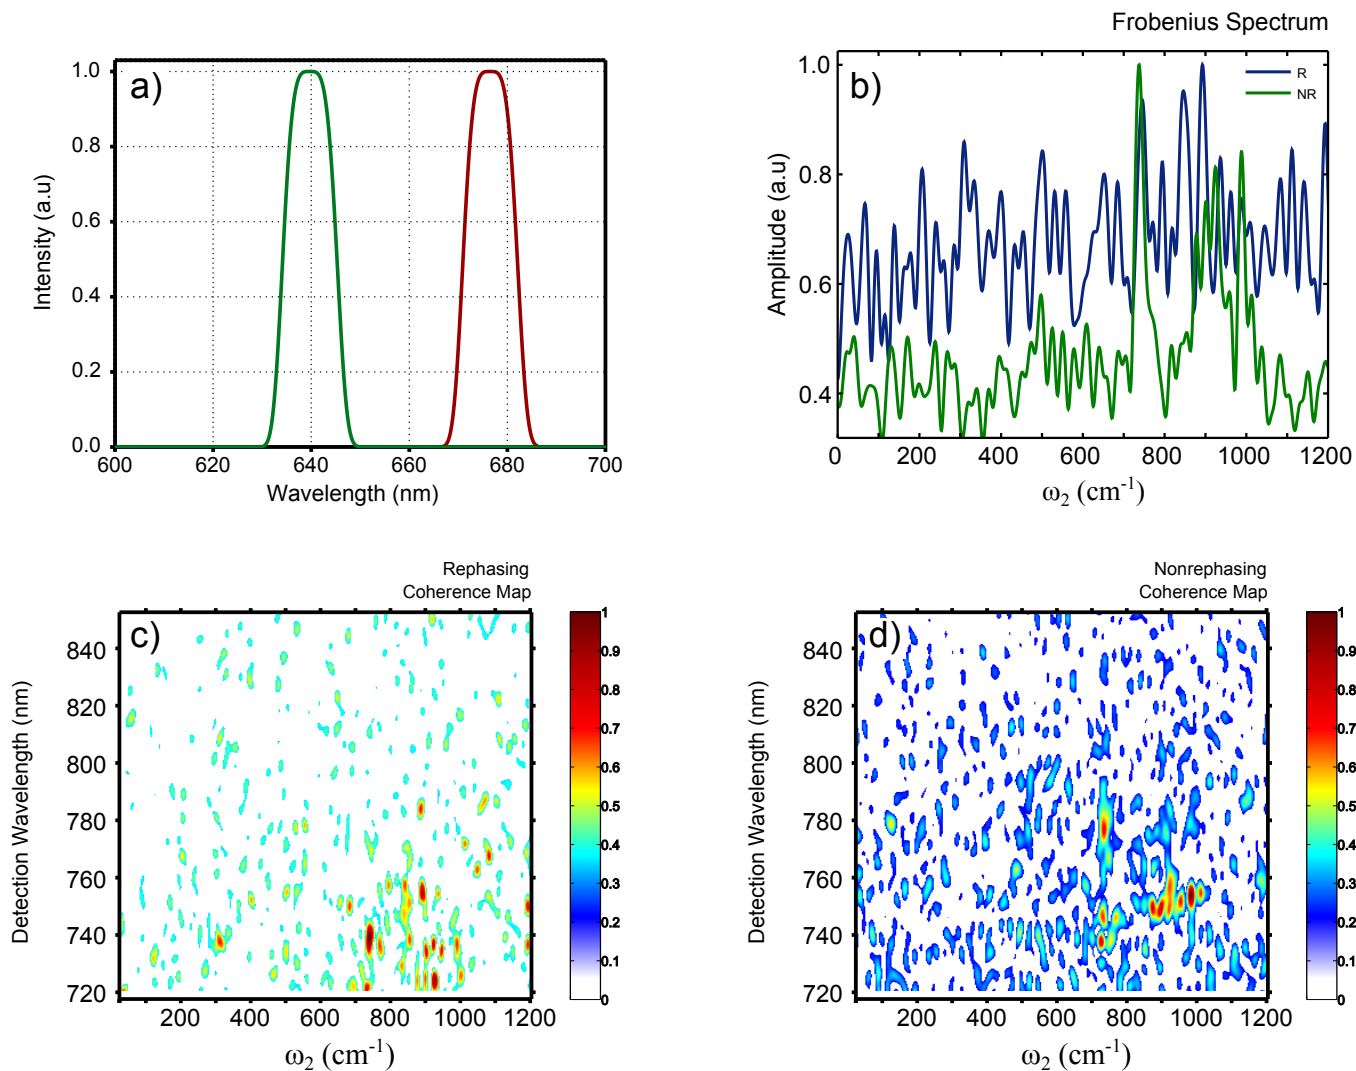 Frobenius Spectrum
a)
1.0
0.8
0.6
0.4
0.2
0.0
Intensity (a.u)
600 620 640 660 680 700
Wavelength (nm)
b)
R
NR
1.0
0.8
0.6
0.4
Amplitude (a.u)
0 200 400 600 800 1000 1200
ω₂ (cm⁻¹)
Rephasing
Coherence Map
c)
840
820
800
780
760
740
720
Detection Wavelength (nm)
200 400 600 800 1000 1200
ω₂ (cm⁻¹)
1
0.9
0.8
0.7
0.6
0.5
0.4
0.3
0.2
0.1
0
Nonrephasing
Coherence Map
d)
840
820
800
780
760
740
720
Detection Wavelength (nm)
200 400 600 800 1000 1200
ω₂ (cm⁻¹)
1
0.9
0.8
0.7
0.6
0.5
0.4
0.3
0.2
0.1
0